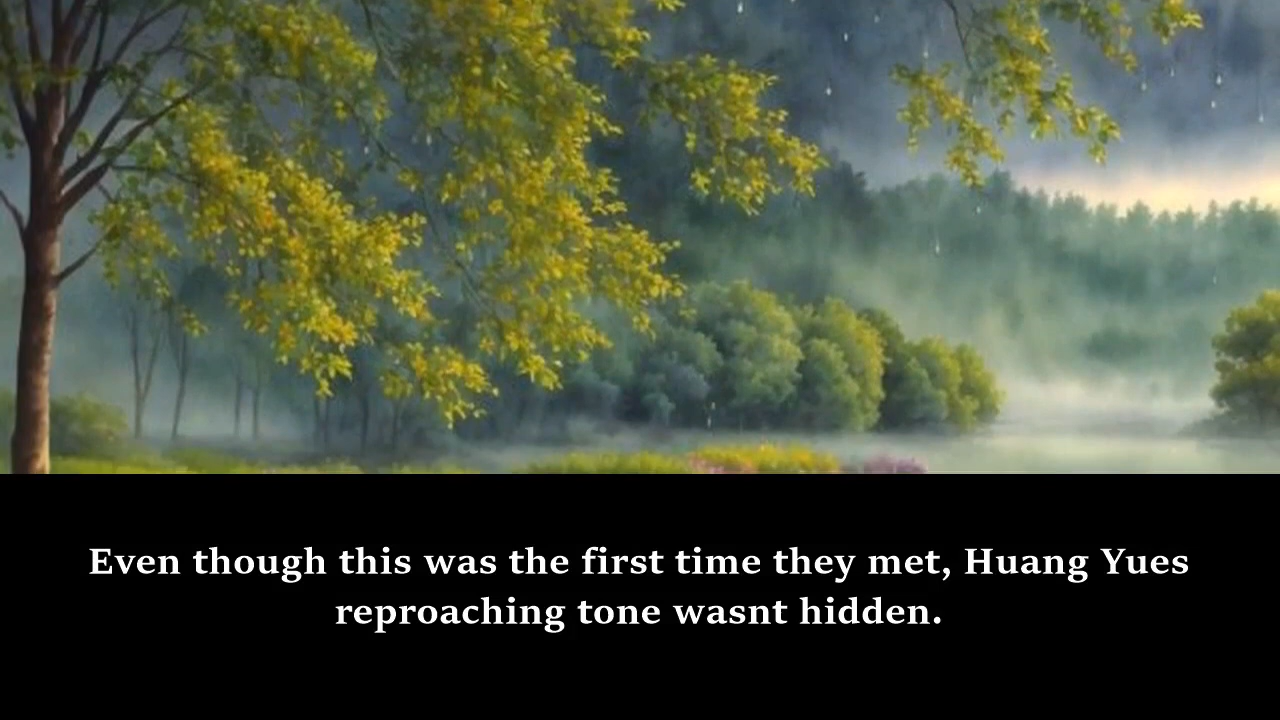 Even though this was the first time they met, Huang Yues
reproaching tone wasnt hidden.